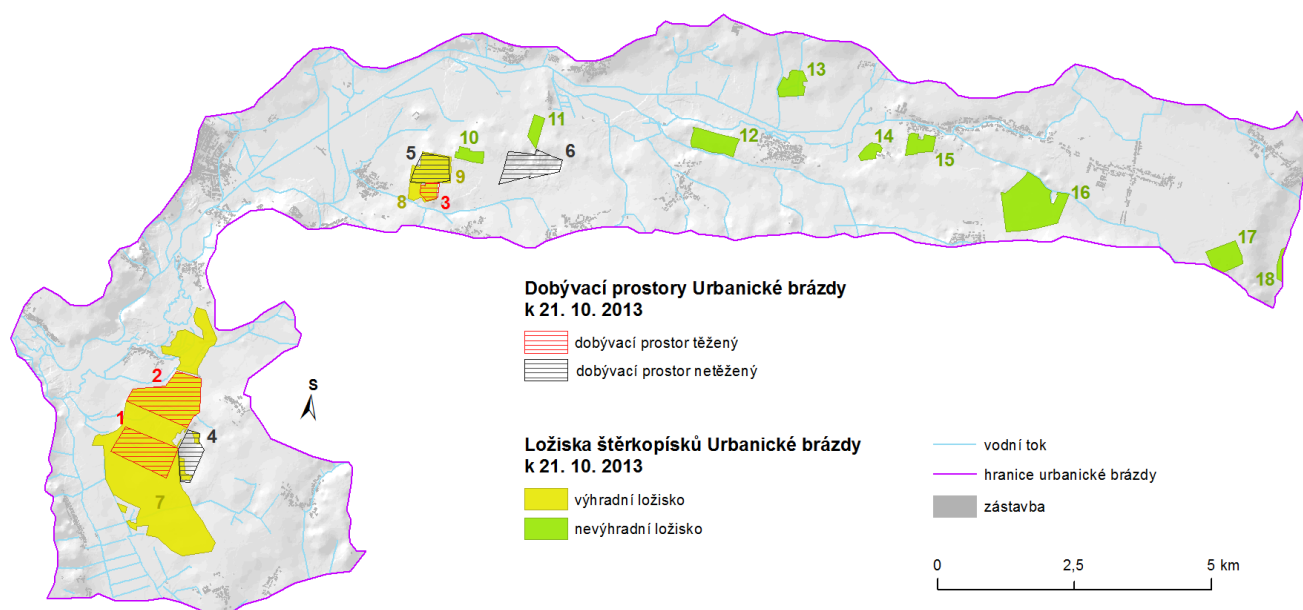 13
11
10
12
14
15
5
6
9
8
3
16
17
18
2
1
4
7
S
Dobývací prostory Urbanické brázdy
k 21. 10. 2013
dobývací prostor těžený
dobývací prostor netěžený
Ložiska štěrkopísků Urbanické brázdy
k 21. 10. 2013
výhradní ložisko
nevýhradní ložisko
vodní tok
hranice urbanické brázdy
zástavba
0 2,5 5 km